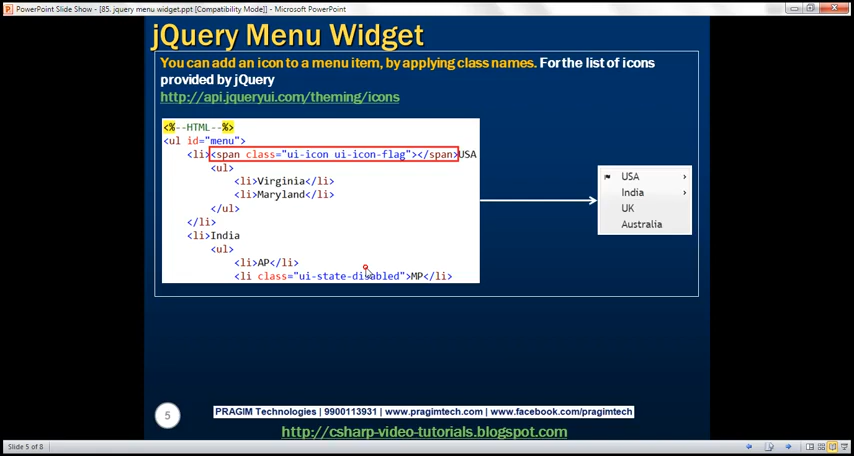 PowerPoint Slide Show - [85. jquery menu widget.ppt [Compatibility Mode]] - Microsoft PowerPoint
jQuery Menu Widget
You can add an icon to a menu item, by applying class names. For the list of icons
provided by jQuery
http://api.jqueryui.com/theming/icons
<%--HTML--%>
<ul id="menu">
<li><span class="ui-icon ui-icon-flag"></span>USA
<ul>
<li>Virginia</li>
<li>Maryland</li>
</ul>
</li>
<li>India
<ul>
<li>AP</li>
<li class="ui-state-disabled">MP</li>
USA
India
UK
Australia
5
PRAGIM Technologies | 9900113931 | www.pragimtech.com | www.facebook.com/pragimtech
http://csharp-video-tutorials.blogspot.com
Slide 5 of 8